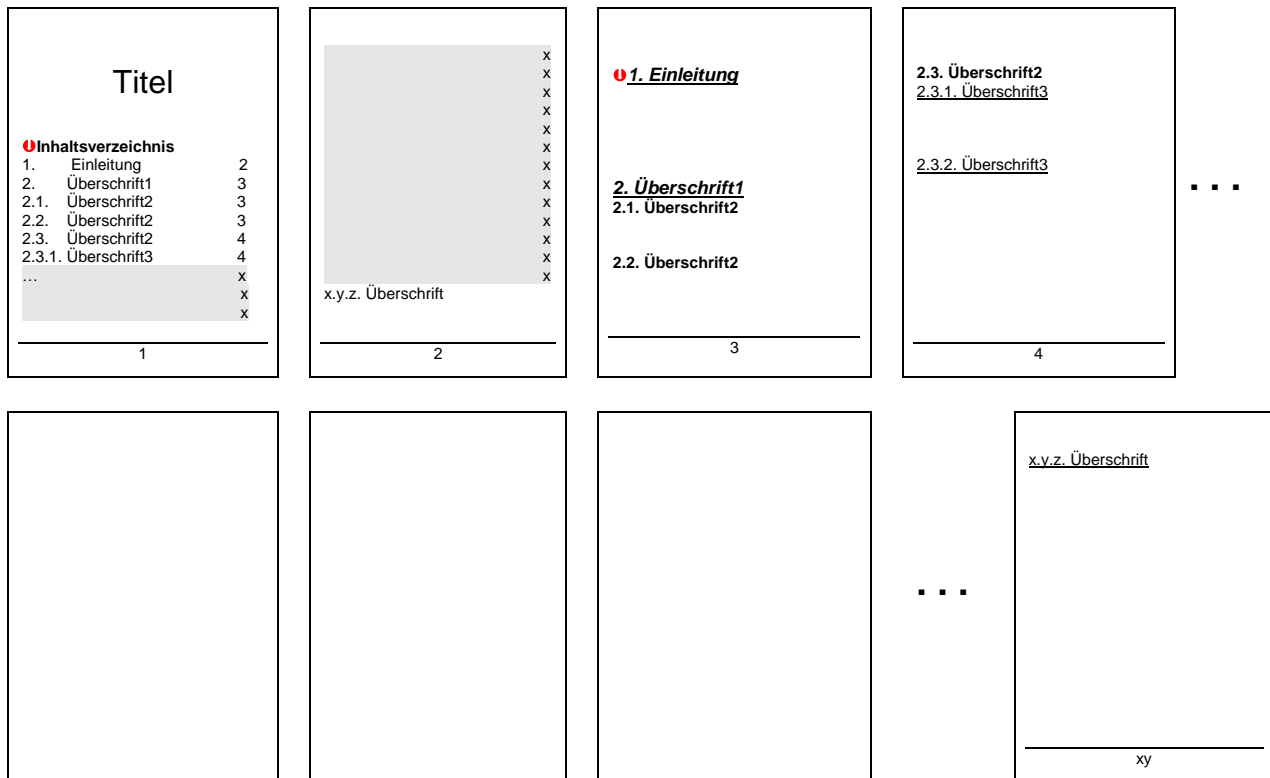 Titel
Inhaltsverzeichnis
1. Einleitung 2
2. Überschrift1 3
2.1. Überschrift2 3
2.2. Überschrift2 3
2.3. Überschrift2 4
2.3.1. Überschrift3 4
… x
x
x
1
x
x
x
x
x
x
x
x
x
x
x
x
x
x.y.z. Überschrift
2
1. Einleitung
2. Überschrift1
2.1. Überschrift2
2.2. Überschrift2
3
2.3. Überschrift2
2.3.1. Überschrift3
2.3.2. Überschrift3
4
. . .
. . .
x.y.z. Überschrift
xy